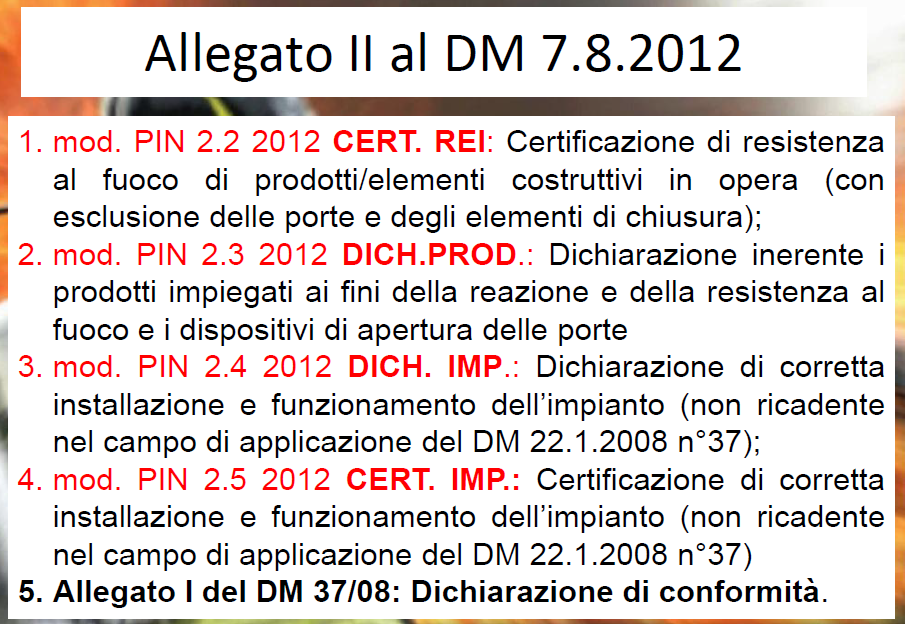 Allegato II al DM 7.8.2012
1. mod. PIN 2.2 2012 CERT. REI: Certificazione di resistenza
al fuoco di prodotti/elementi costruttivi in opera (con
esclusione delle porte e degli elementi di chiusura);
2. mod. PIN 2.3 2012 DICH.PROD.: Dichiarazione inerente i
prodotti impiegati ai fini della reazione e della resistenza al
fuoco e i dispositivi di apertura delle porte
3. mod. PIN 2.4 2012 DICH. IMP.: Dichiarazione di corretta
installazione e funzionamento dell’impianto (non ricadente
nel campo di applicazione del DM 22.1.2008 n°37);
4. mod. PIN 2.5 2012 CERT. IMP.: Certificazione di corretta
installazione e funzionamento dell’impianto (non ricadente
nel campo di applicazione del DM 22.1.2008 n°37)
5. Allegato I del DM 37/08: Dichiarazione di conformità.